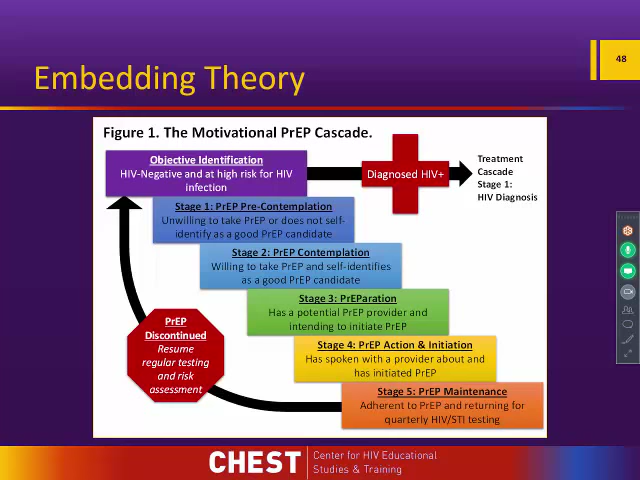 48
Embedding Theory
Figure 1. The Motivational PrEP Cascade.
Objective Identification
HIV-Negative and at high risk for HIV
infection
Diagnosed HIV+
Treatment
Cascade
Stage 1:
HIV Diagnosis
Stage 1: PrEP Pre-Contemplation
Unwilling to take PrEP or does not self-
identify as a good PrEP candidate
Stage 2: PrEP Contemplation
Willing to take PrEP and self-identifies
as a good PrEP candidate
Stage 3: PrEParation
Has a potential PrEP provider and
intending to initiate PrEP
Stage 4: PrEP Action & Initiation
Has spoken with a provider about and
has initiated PrEP
Stage 5: PrEP Maintenance
Adherent to PrEP and returning for
quarterly HIV/STI testing
PrEP
Discontinued
Resume
regular testing
and risk
assessment
CHEST
Center for HIV Educational
Studies & Training